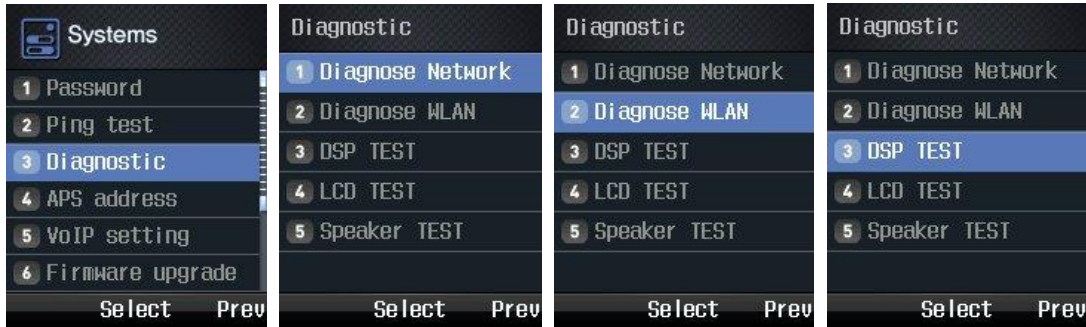 Systems
1 Password
2 Ping test
3 Diagnostic
4 APS address
5 VoIP setting
6 Firmware upgrade
Select Prev
Diagnostic
1 Diagnose Network
2 Diagnose WLAN
3 DSP TEST
4 LCD TEST
5 Speaker TEST
Select Prev
Diagnostic
1 Diagnose Network
2 Diagnose WLAN
3 DSP TEST
4 LCD TEST
5 Speaker TEST
Select Prev
Diagnostic
1 Diagnose Network
2 Diagnose WLAN
3 DSP TEST
4 LCD TEST
5 Speaker TEST
Select Prev